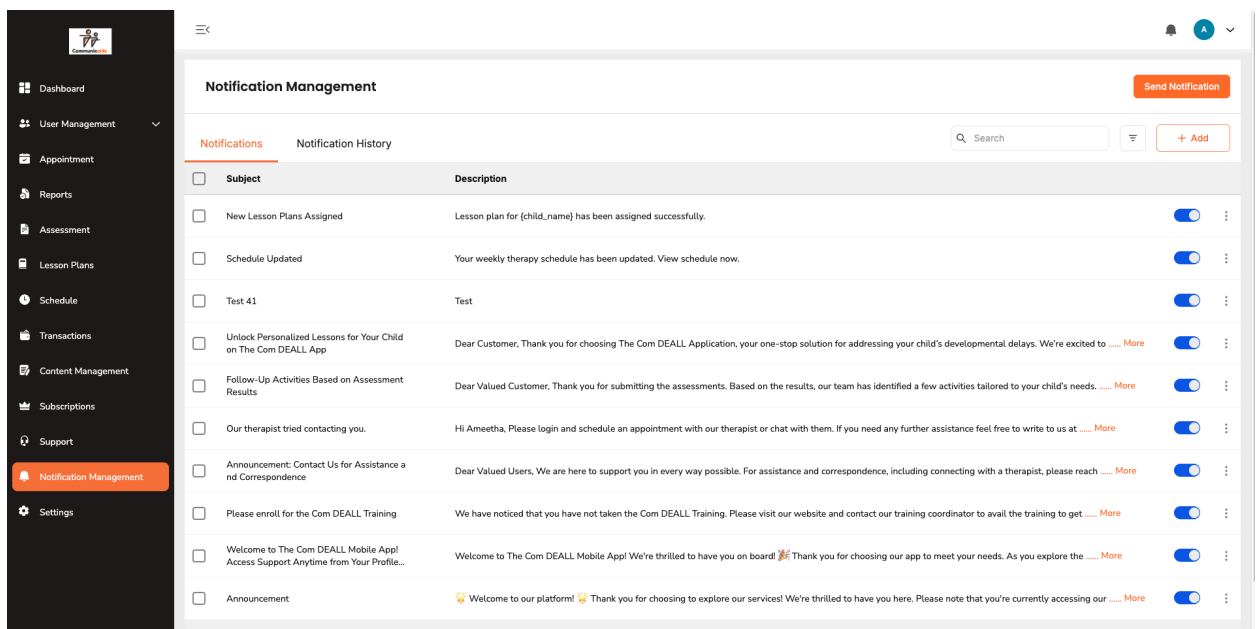 Communicaids
Dashboard
User Management
Appointment
Reports
Assessment
Lesson Plans
Schedule
Transactions
Content Management
Subscriptions
Support
Notification Management
Settings
A
Notification Management
Send Notification
Notifications
Notification History
Search
+ Add
Subject
Description
New Lesson Plans Assigned
Lesson plan for {child_name} has been assigned successfully.
Schedule Updated
Your weekly therapy schedule has been updated. View schedule now.
Test 41
Test
Unlock Personalized Lessons for Your Child
on The Com DEALL App
Dear Customer, Thank you for choosing The Com DEALL Application, your one-stop solution for addressing your child's developmental delays. We're excited to ...... More
Follow-Up Activities Based on Assessment
Results
Dear Valued Customer, Thank you for submitting the assessments. Based on the results, our team has identified a few activities tailored to your child's needs. ...... More
Our therapist tried contacting you.
Hi Ameetha, Please login and schedule an appointment with our therapist or chat with them. If you need any further assistance feel free to write to us at ...... More
Announcement: Contact Us for Assistance a
nd Correspondence
Dear Valued Users, We are here to support you in every way possible. For assistance and correspondence, including connecting with a therapist, please reach ...... More
Please enroll for the Com DEALL Training
We have noticed that you have not taken the Com DEALL Training. Please visit our website and contact our training coordinator to avail the training to get ...... More
Welcome to The Com DEALL Mobile App!
Access Support Anytime from Your Profile...
Welcome to The Com DEALL Mobile App! We're thrilled to have you on board! 🎉 Thank you for choosing our app to meet your needs. As you explore the ...... More
Announcement
🌟 Welcome to our platform! 🌟 Thank you for choosing to explore our services! We're thrilled to have you here. Please note that you're currently accessing our ...... More